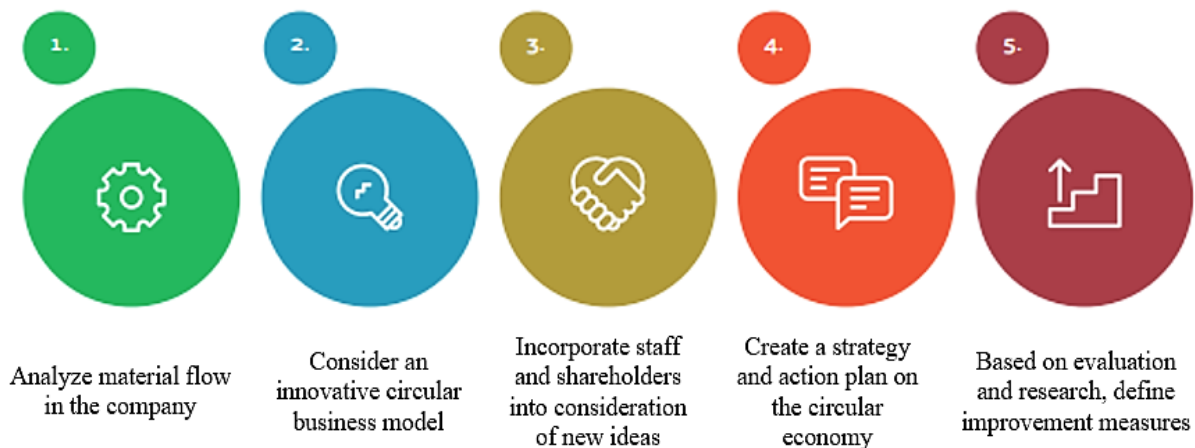 1.
2.
3.
4.
5.
Analyze material flow
in the company
Consider an
innovative circular
business model
Incorporate staff
and shareholders
into consideration
of new ideas
Create a strategy
and action plan on
the circular
economy
Based on evaluation
and research, define
improvement measures